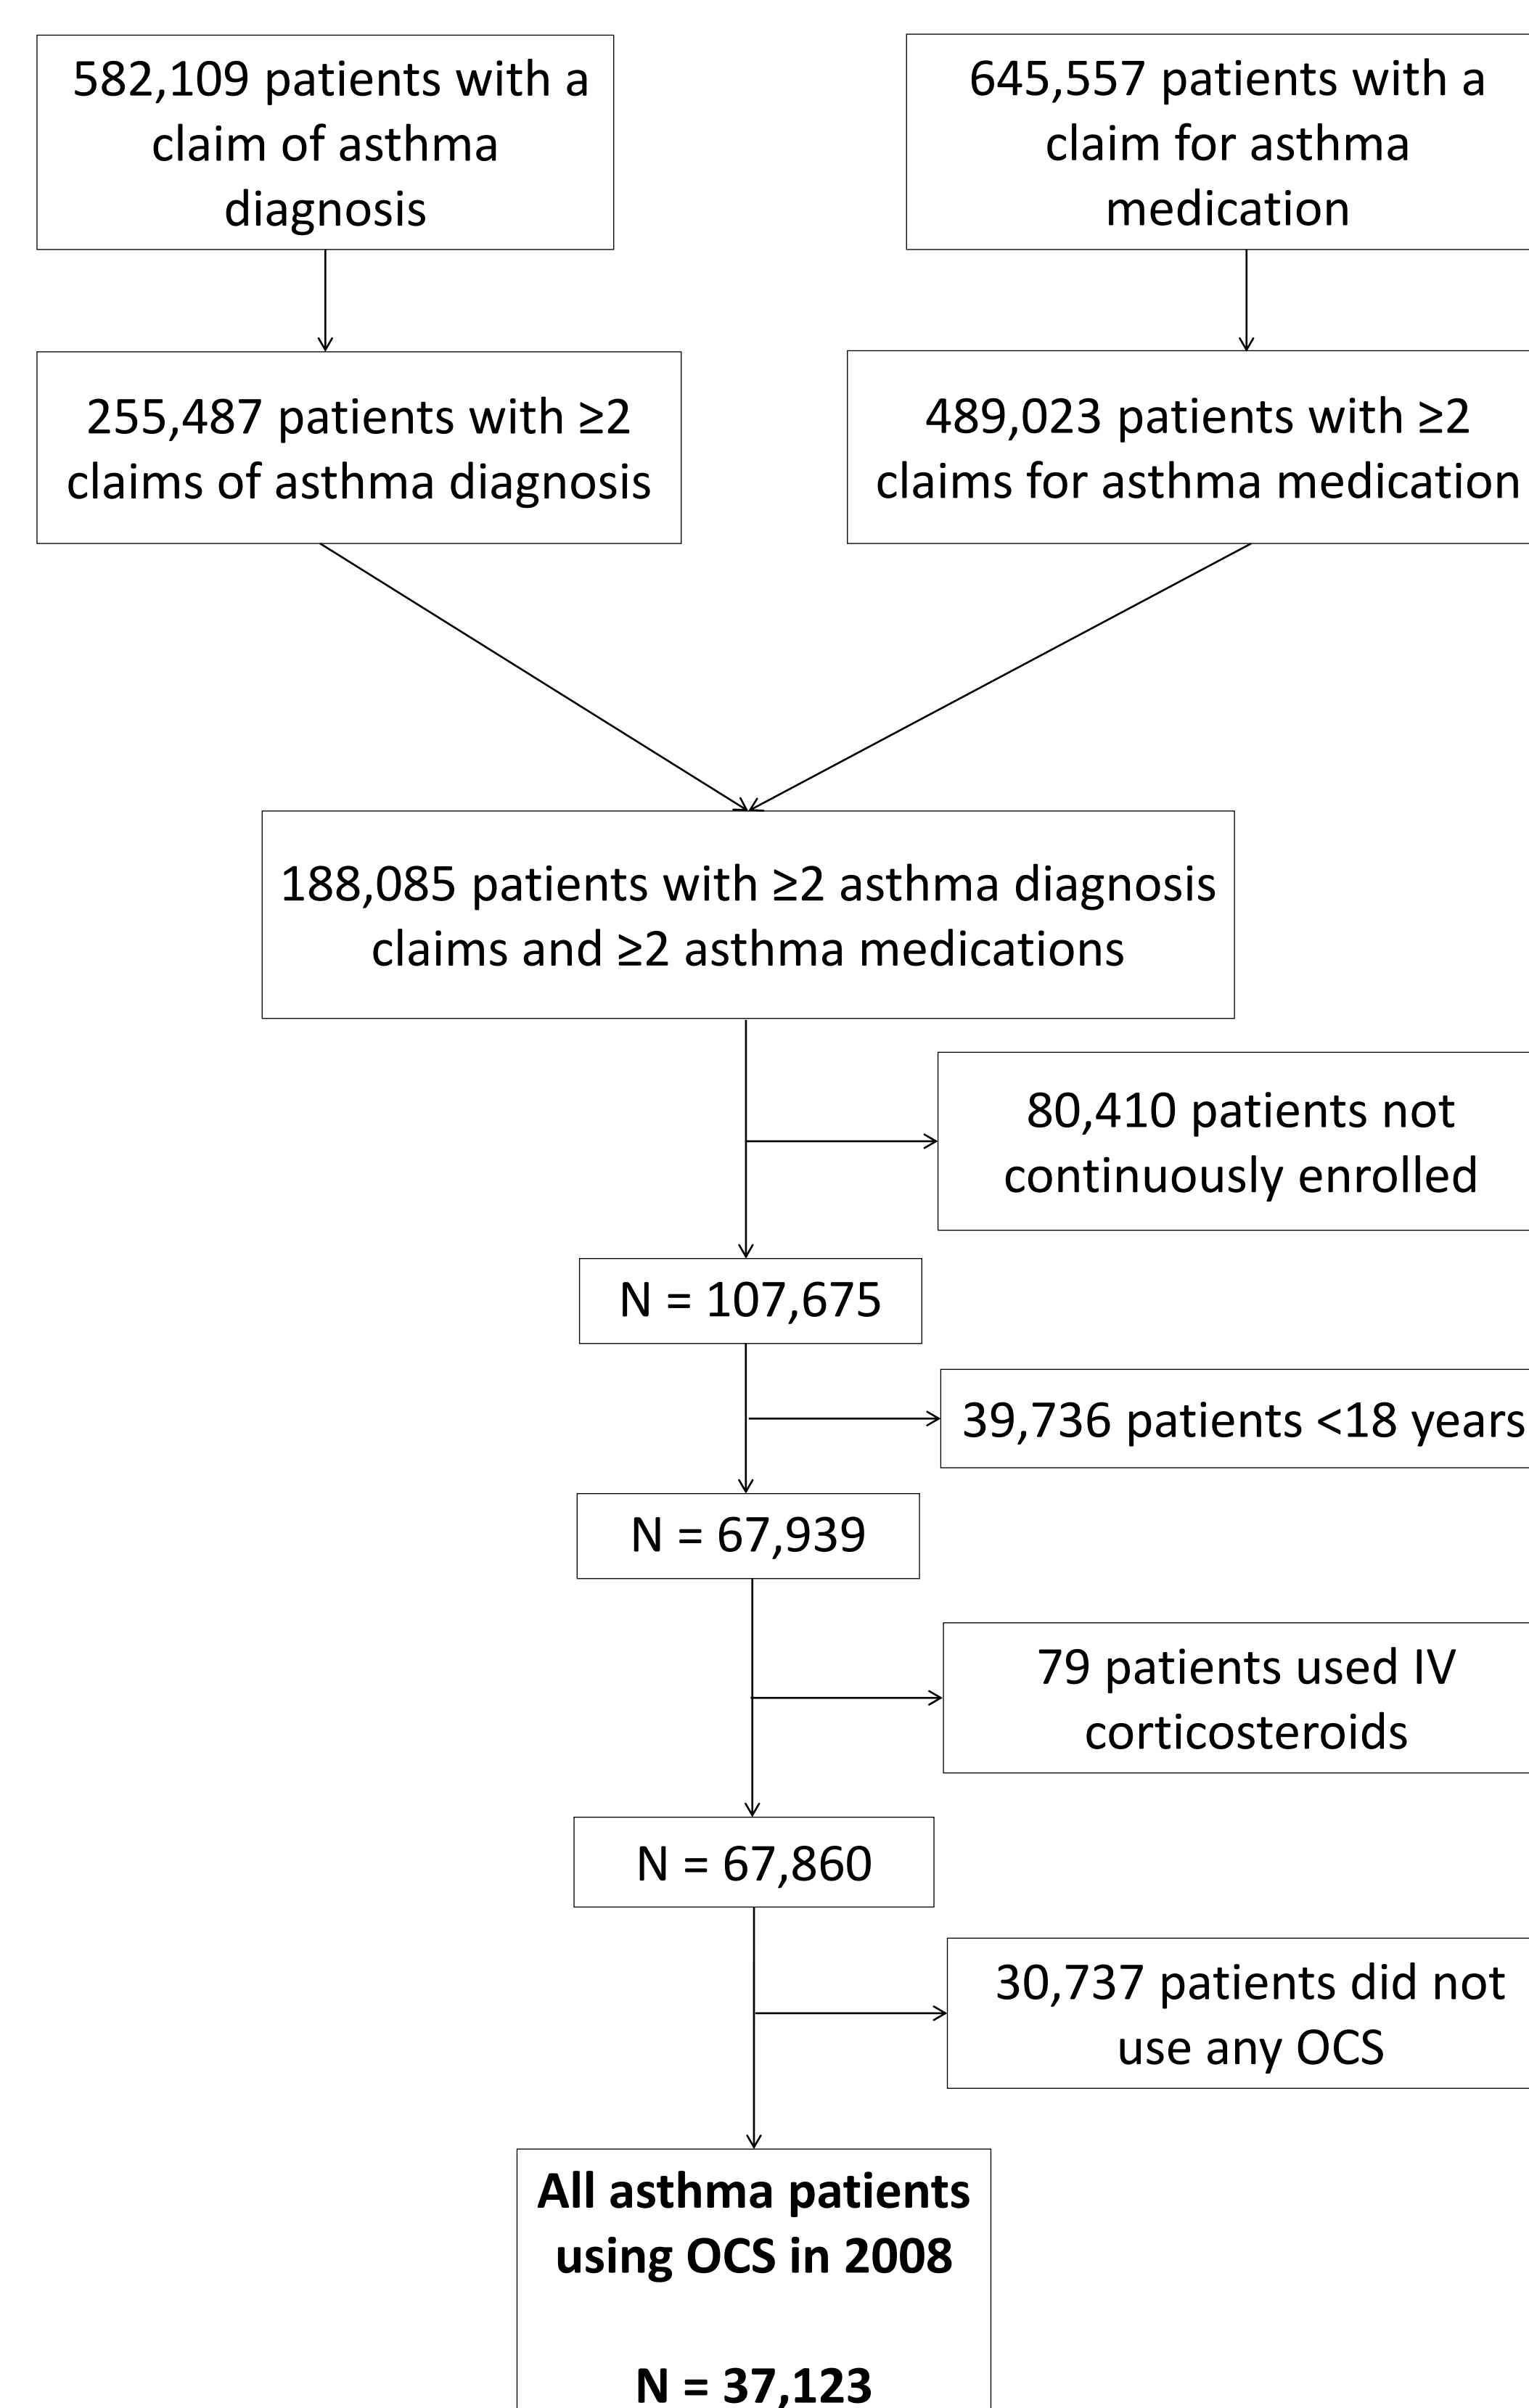 582,109 patients with a
claim of asthma
diagnosis
645,557 patients with a
claim for asthma
medication
255,487 patients with ≥2
claims of asthma diagnosis
489,023 patients with ≥2
claims for asthma medication
188,085 patients with ≥2 asthma diagnosis
claims and ≥2 asthma medications
80,410 patients not
continuously enrolled
N = 107,675
39,736 patients <18 years
N = 67,939
79 patients used IV
corticosteroids
N = 67,860
30,737 patients did not
use any OCS
All asthma patients
using OCS in 2008
N = 37,123